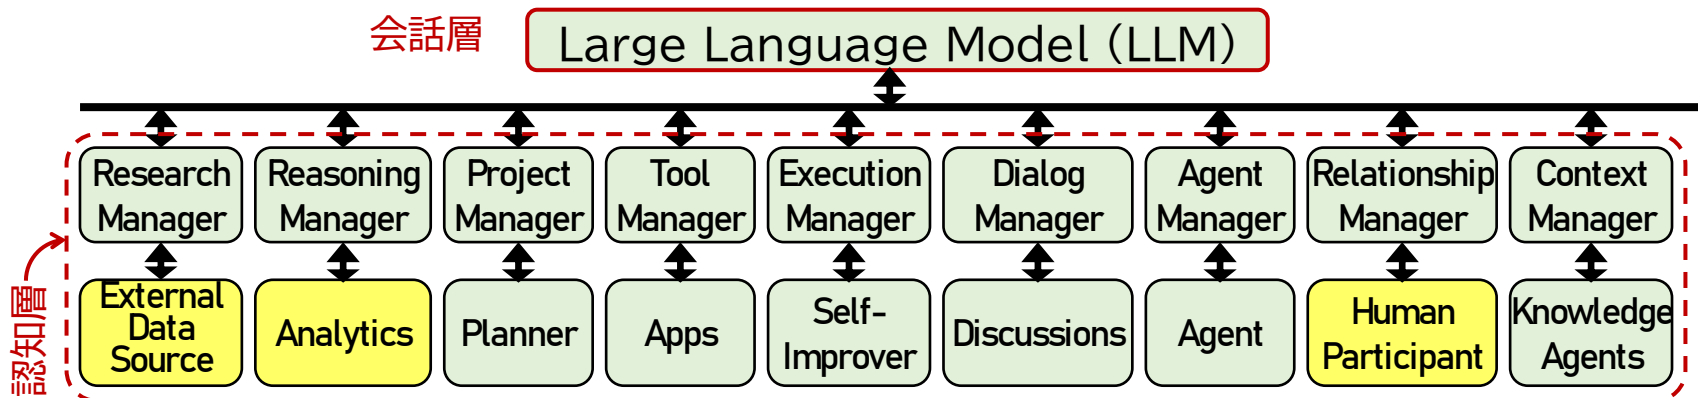 会話層
Large Language Model (LLM)
Research
Manager
Reasoning
Manager
Project
Manager
Tool
Manager
Execution
Manager
Dialog
Manager
Agent
Manager
Relationship
Manager
Context
Manager
認知層
External
Data
Source
Analytics
Planner
Apps
Self-
Improver
Discussions
Agent
Human
Participant
Knowledge
Agents